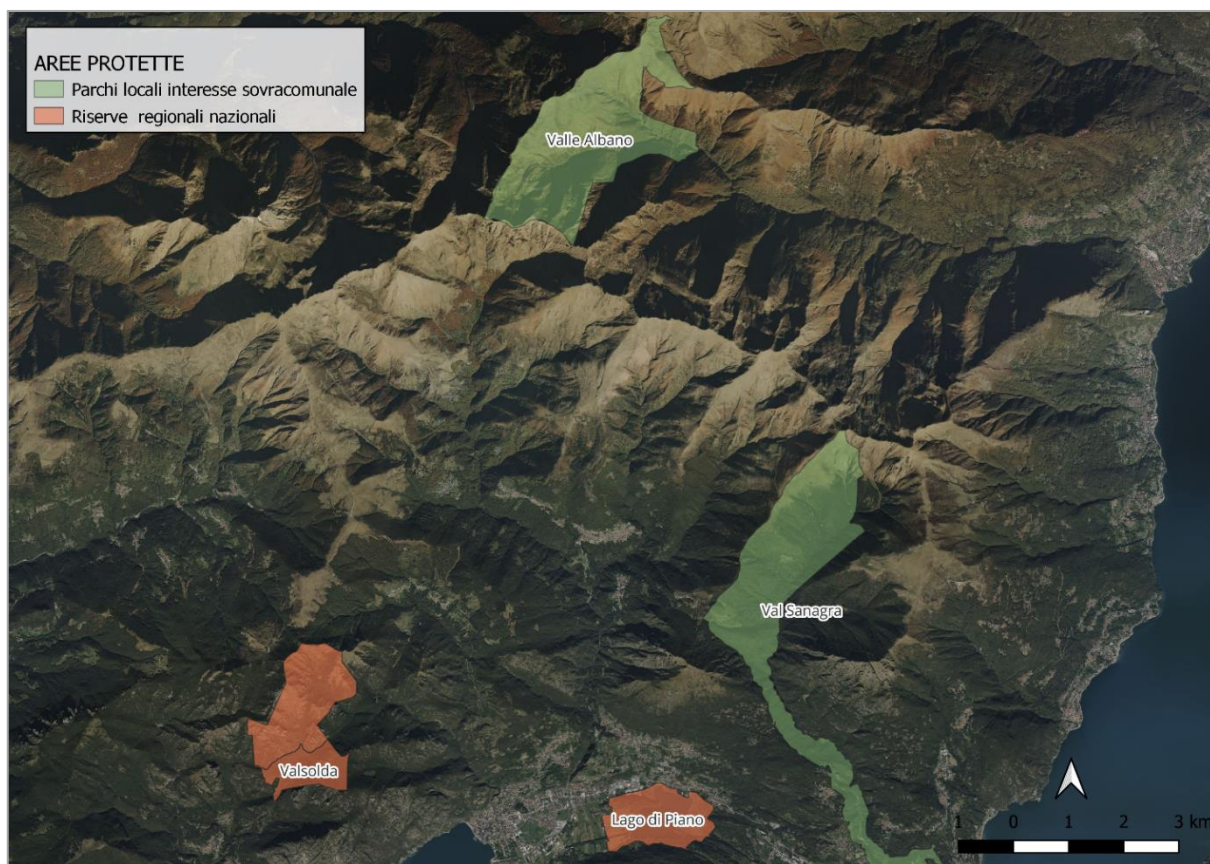 AREE PROTETTE
Parchi locali interesse sovracomunale
Riserve regionali nazionali
Valle Albano
Val Sanagra
Valsolda
Lago di Piano
1 0 1 2 3 km